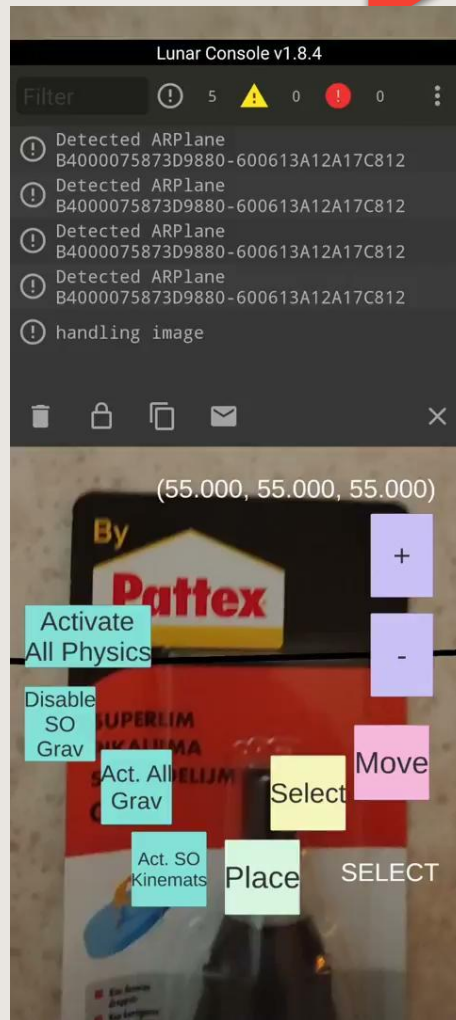 Lunar Console v1.8.4
Filter
5
0
0
Detected ARPlane
B4000075873D9880-600613A12A17C812
Detected ARPlane
B4000075873D9880-600613A12A17C812
Detected ARPlane
B4000075873D9880-600613A12A17C812
Detected ARPlane
B4000075873D9880-600613A12A17C812
handling image
(55.000, 55.000, 55.000)
By
Pattex
+
Activate
All Physics
-
Disable
SO
Grav
SUPERLIM
Act. All
Grav
Select
Move
Act. SO
Kinemats
Place
SELECT